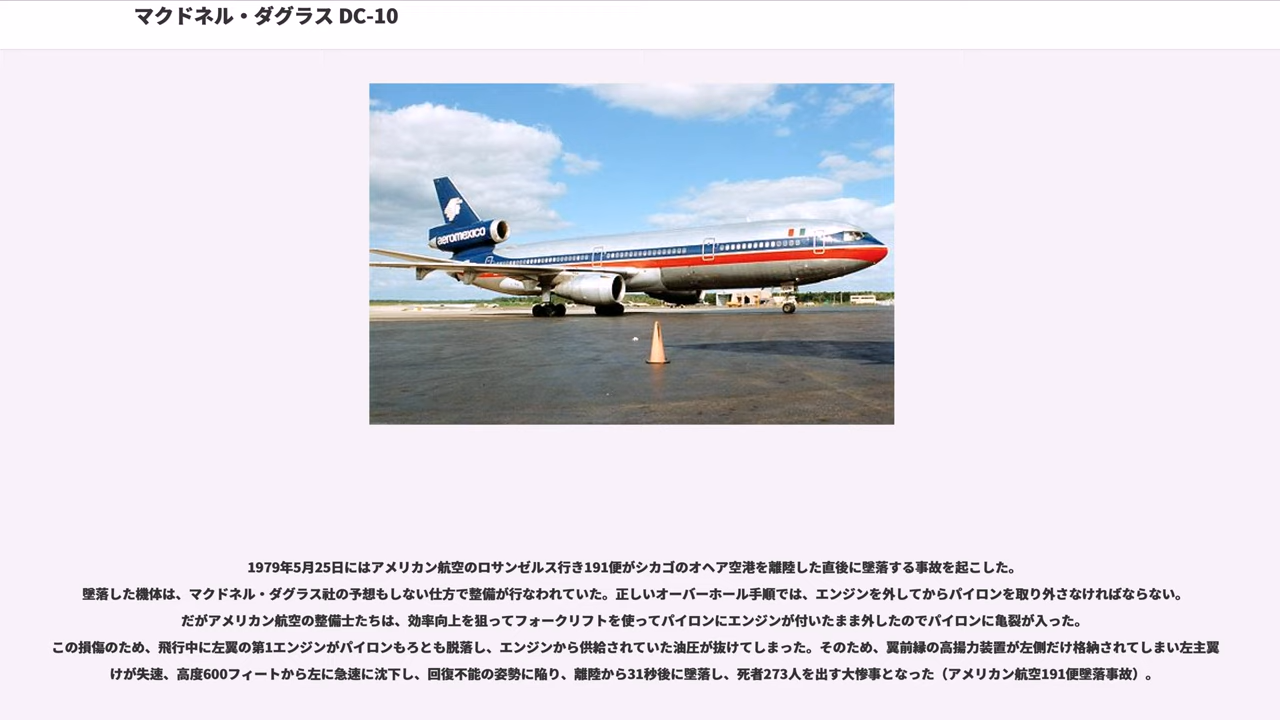 マクドネル・ダグラス DC-10
aeromexico
1979年5月25日にはアメリカン航空のロサンゼルス行き191便がシカゴのオヘア空港を離陸した直後に墜落する事故を起こした。
墜落した機体は、マクドネル・ダグラス社の予想もしない仕方で整備が行なわれていた。正しいオーバーホール手順では、エンジンを外してからパイロンを取り外さなければならない。
だがアメリカン航空の整備士たちは、効率向上を狙ってフォークリフトを使ってパイロンにエンジンが付いたまま外したのでパイロンに亀裂が入った。
この損傷のため、飛行中に左翼の第1エンジンがパイロンもろとも脱落し、エンジンから供給されていた油圧が抜けてしまった。そのため、翼前縁の高揚力装置が左側だけ格納されてしまい左主翼
けが失速、高度600フィートから左に急速に沈下し、回復不能の姿勢に陥り、離陸から31秒後に墜落し、死者273人を出す大惨事となった（アメリカン航空191便墜落事故）。